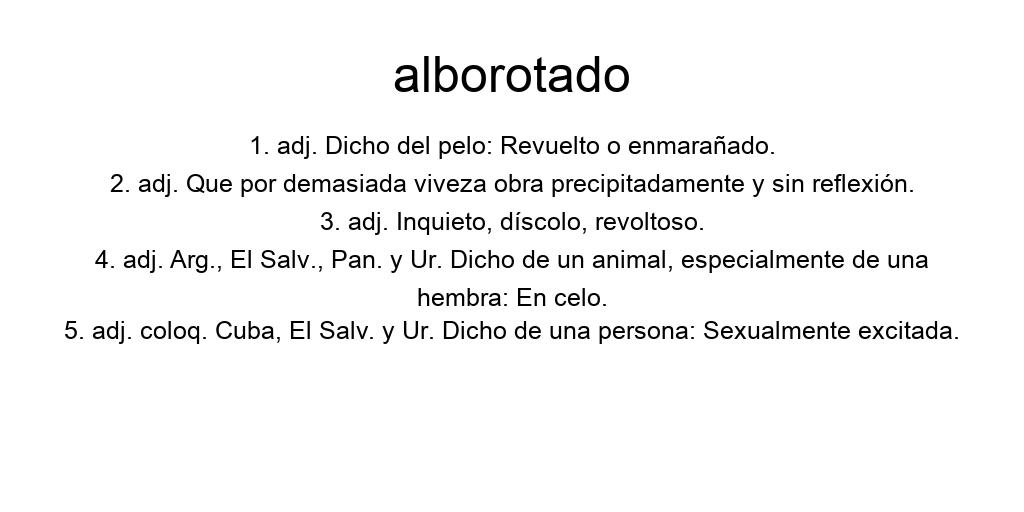 alborotado
1. adj. Dicho del pelo: Revuelto o enmarañado.
2. adj. Que por demasiada viveza obra precipitadamente y sin reflexión.
3. adj. Inquieto, díscolo, revoltoso.
4. adj. Arg., El Salv., Pan. y Ur. Dicho de un animal, especialmente de una
hembra: En celo.
5. adj. coloq. Cuba, El Salv. y Ur. Dicho de una persona: Sexualmente excitada.